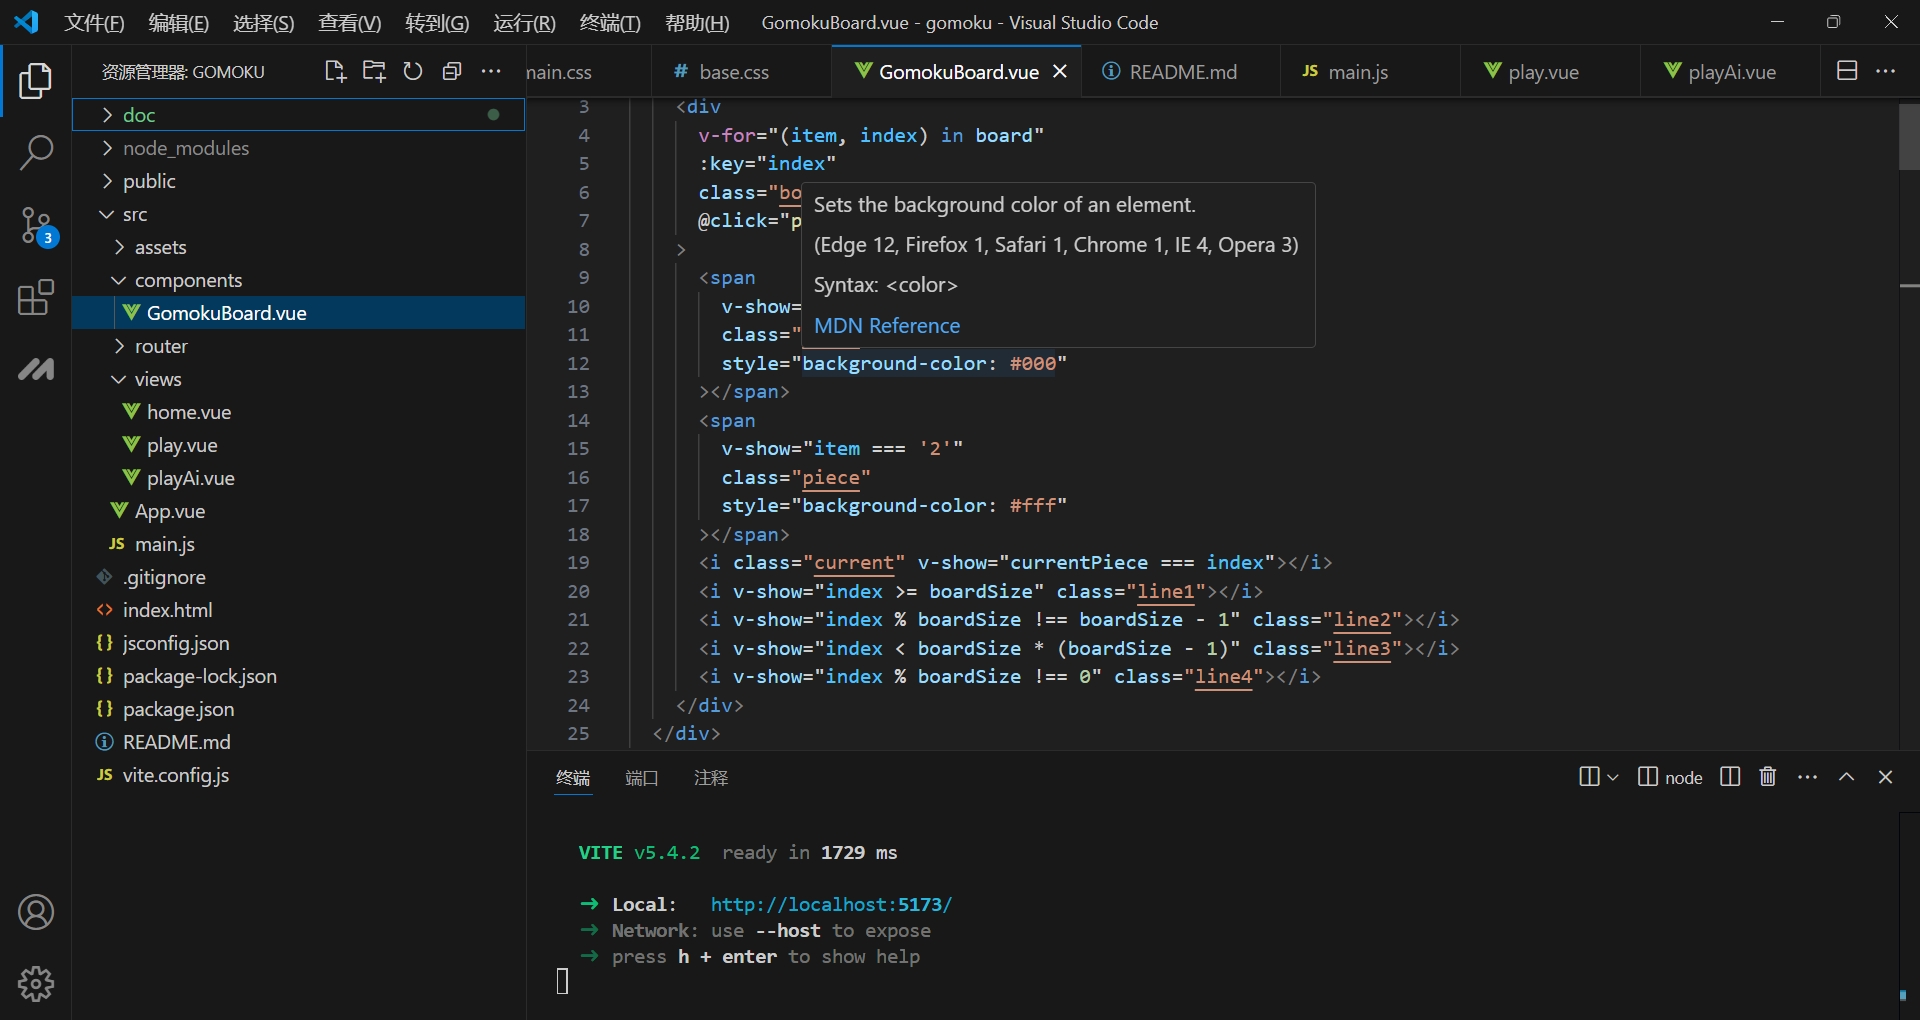 文件(F) 编辑(E) 选择(S) 查看(V) 转到(G) 运行(R) 终端(T) 帮助(H) GomokuBoard.vue - gomoku - Visual Studio Code
资源管理器: GOMOKU
main.css # base.css GomokuBoard.vue README.md JS main.js play.vue playAi.vue
doc
node_modules
public
src
3
assets
components
GomokuBoard.vue
router
views
home.vue
play.vue
playAi.vue
App.vue
JS main.js
.gitignore
<> index.html
{} jsconfig.json
{} package-lock.json
{} package.json
README.md
JS vite.config.js
3 <div
4 v-for="(item, index) in board"
5 :key="index"
6 class="bo
7 @click="p
8 >
9 <span
10 v-show=
11 class="
12 style="background-color: #000"
13 ></span>
14 <span
15 v-show="item === '2'"
16 class="piece"
17 style="background-color: #fff"
18 ></span>
19 <i class="current" v-show="currentPiece === index"></i>
20 <i v-show="index >= boardSize" class="line1"></i>
21 <i v-show="index % boardSize !== boardSize - 1" class="line2"></i>
22 <i v-show="index < boardSize * (boardSize - 1)" class="line3"></i>
23 <i v-show="index % boardSize !== 0" class="line4"></i>
24 </div>
25 </div>
Sets the background color of an element.
(Edge 12, Firefox 1, Safari 1, Chrome 1, IE 4, Opera 3)
Syntax: <color>
MDN Reference
终端 端口 注释 node
VITE v5.4.2 ready in 1729 ms
➜ Local: http://localhost:5173/
➜ Network: use --host to expose
➜ press h + enter to show help